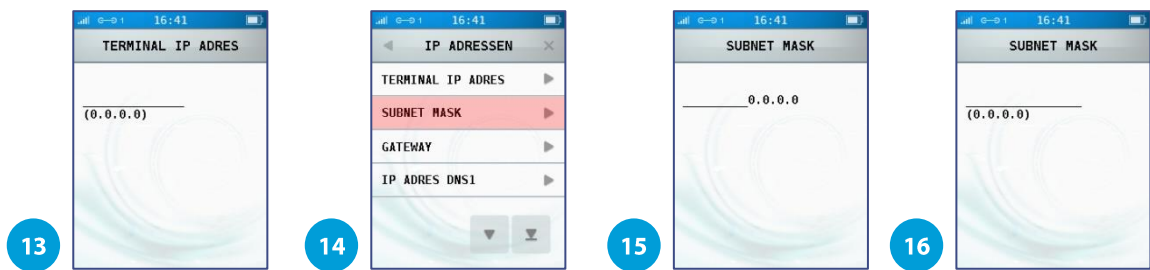 16:41
TERMINAL IP ADRES
(0.0.0.0)
13
16:41
IP ADRESSEN
TERMINAL IP ADRES
SUBNET MASK
GATEWAY
IP ADRES DNS1
14
16:41
SUBNET MASK
________0.0.0.0
15
16:41
SUBNET MASK
(0.0.0.0)
16